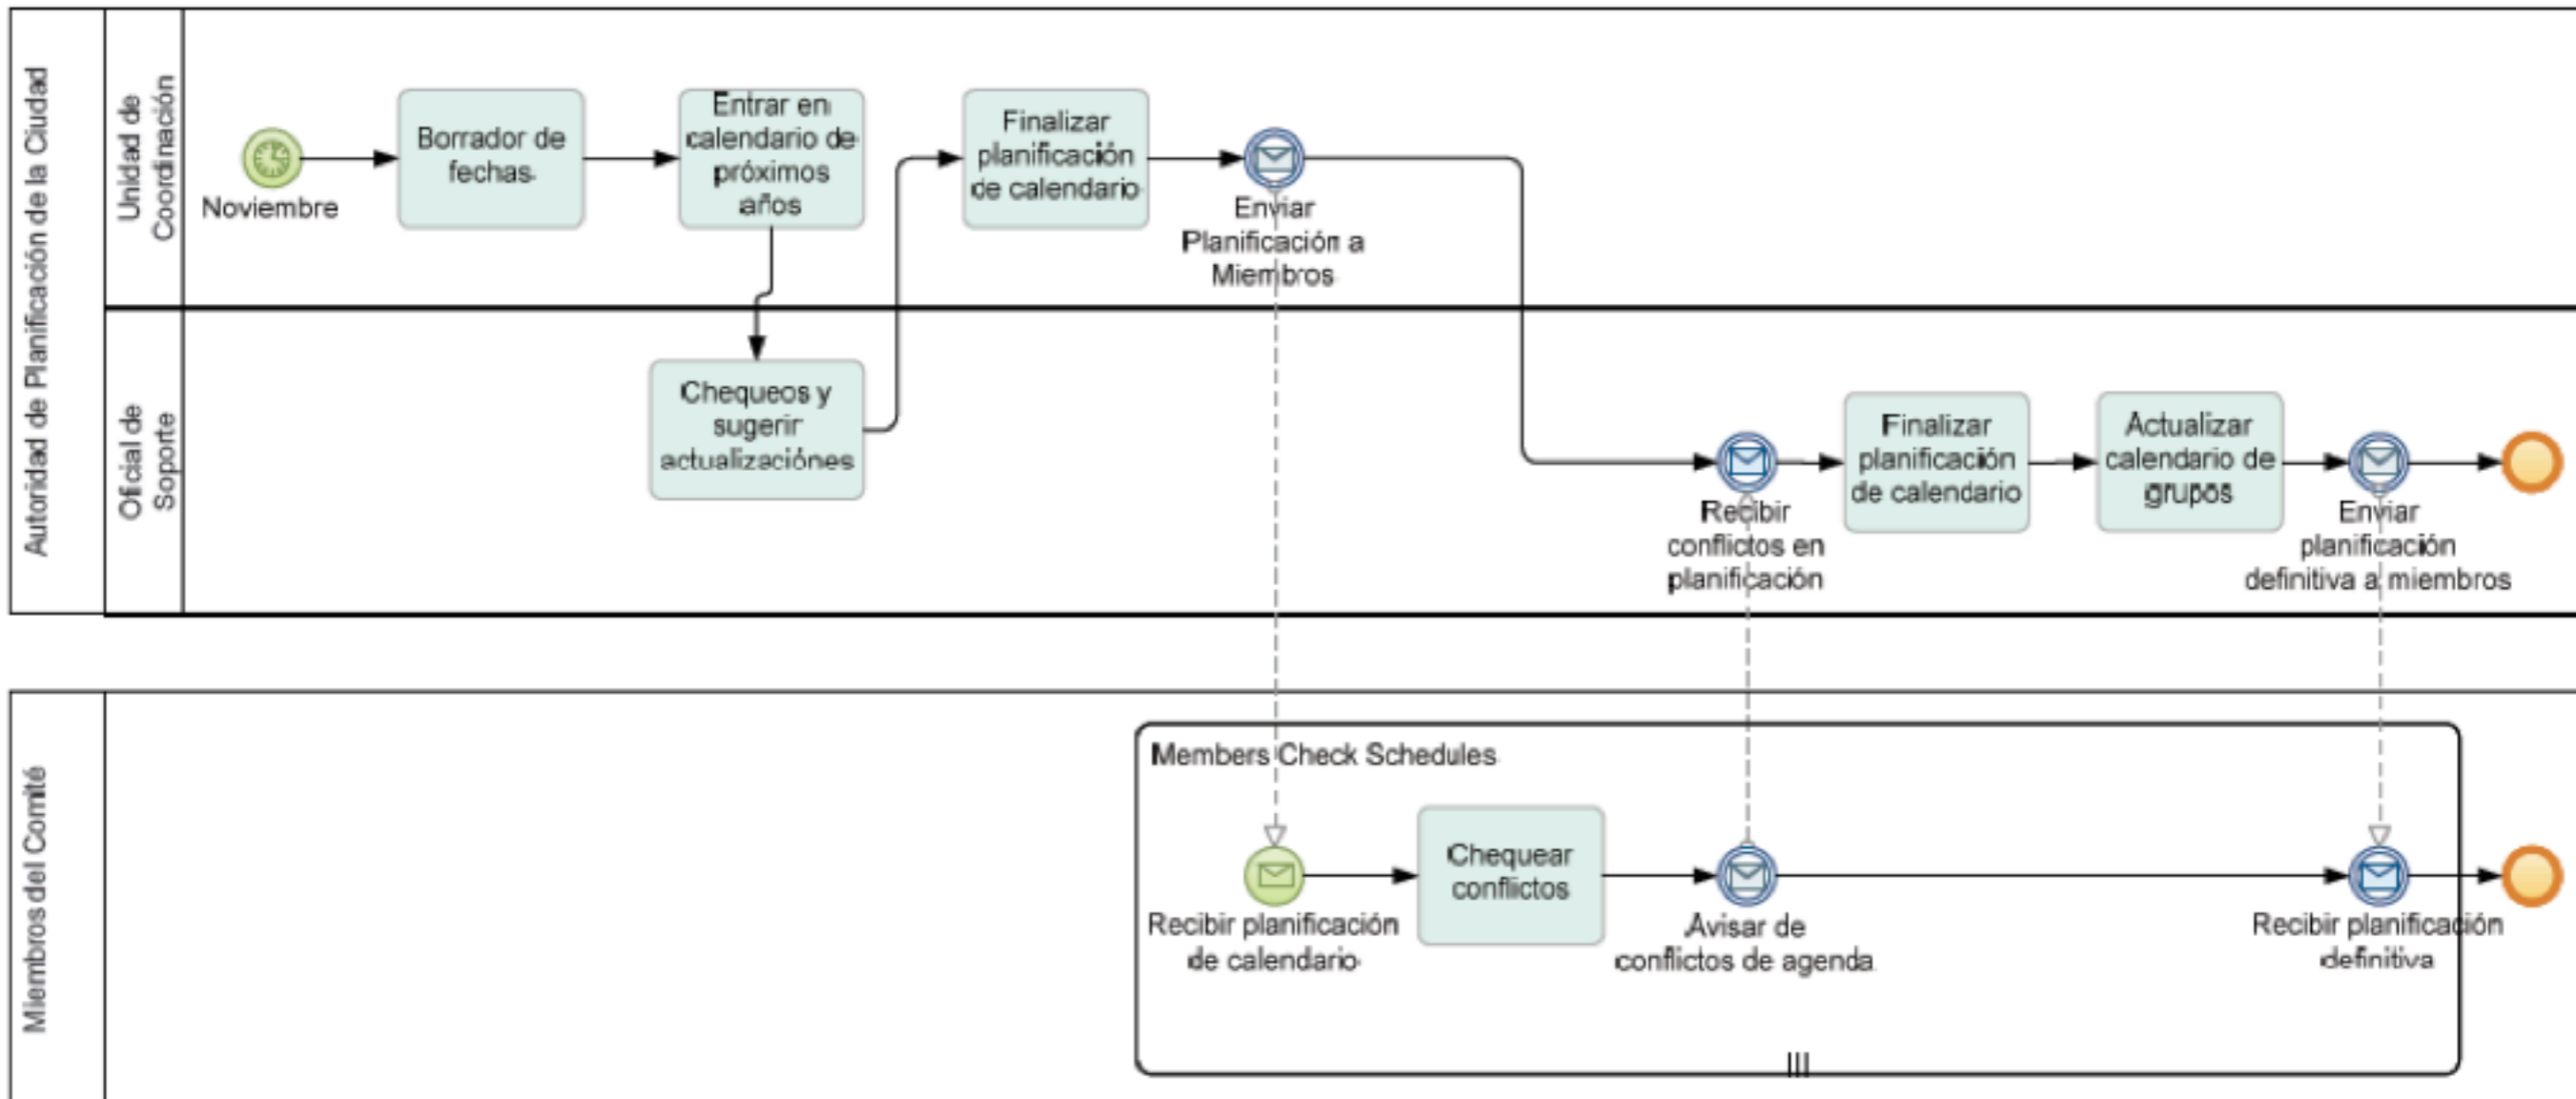 Autoridad de Planificación de la Ciudad
Unidad de
Coordinación
Noviembre
Borrador de
fechas
Entrar en
calendario de
próximos
años
Finalizar
planificación
de calendario
Enviar
Planificación a
Miembros
Oficial de
Soporte
Chequeos y
sugerir
actualizaciónes
Recibir
conflictos en
planificación
Finalizar
planificación
de calendario
Actualizar
calendario de
grupos
Enviar
planificación
definitiva a miembros
Miembros del Comité
Members Check Schedules
Recibir planificación
de calendario
Chequear
conflictos
Avisar de
conflictos de agenda
Recibir planificación
definitiva